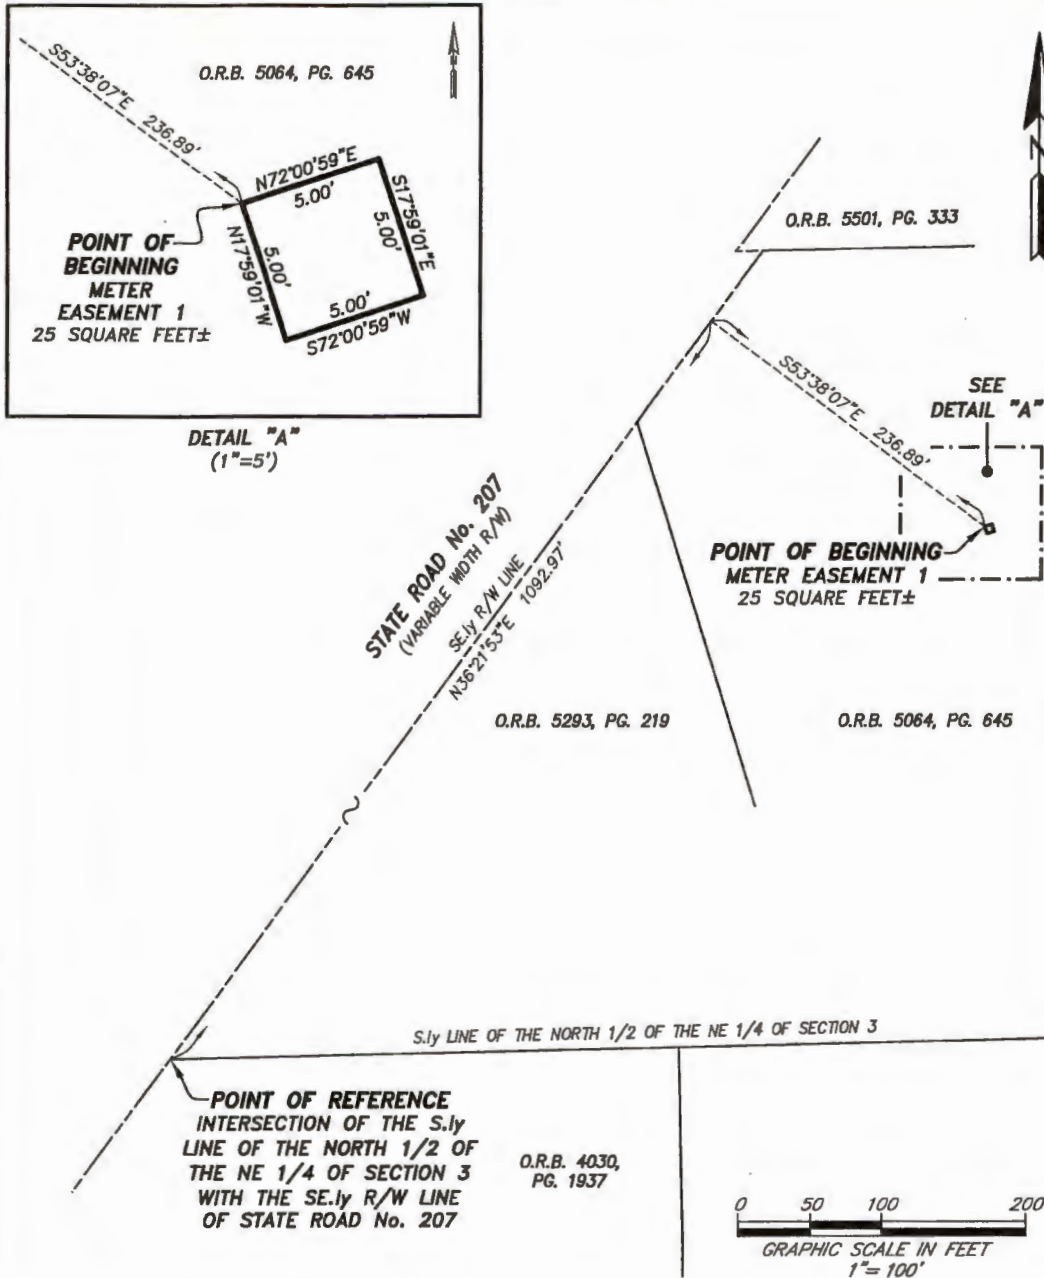 S53°38'07"E 236.89'
O.R.B. 5064, PG. 645
N72°00'59"E
5.00'
S17°59'01"E
5.00'
N17°59'01"W
5.00'
5.00'
S72°00'59"W
POINT OF
BEGINNING
METER
EASEMENT 1
25 SQUARE FEET±
DETAIL "A"
(1"=5')
N
O.R.B. 5501, PG. 333
S53°38'07"E 236.89'
SEE
DETAIL "A"
POINT OF BEGINNING
METER EASEMENT 1
25 SQUARE FEET±
STATE ROAD No. 207
(VARIABLE WIDTH R/W)
SE.ly R/W LINE
N36°21'53"E 1092.97'
O.R.B. 5293, PG. 219
O.R.B. 5064, PG. 645
S.ly LINE OF THE NORTH 1/2 OF THE NE 1/4 OF SECTION 3
POINT OF REFERENCE
INTERSECTION OF THE S.ly
LINE OF THE NORTH 1/2 OF
THE NE 1/4 OF SECTION 3
WITH THE SE.ly R/W LINE
OF STATE ROAD No. 207
O.R.B. 4030,
PG. 1937
0 50 100 200
GRAPHIC SCALE IN FEET
1"= 100'